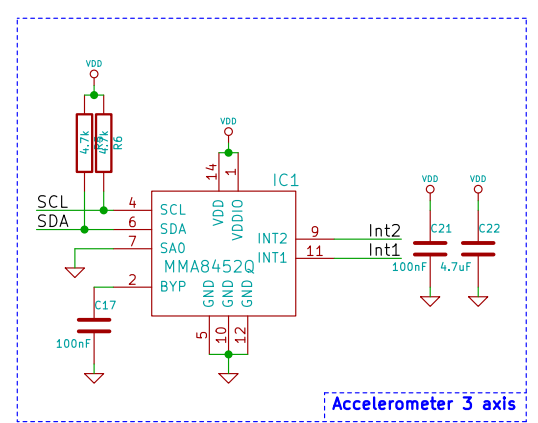 VDD
4.7k
4.7k
R6
VDD
14
1
IC1
VDD
VDDIO
SCL
4
SCL
SDA
6
SDA
7
SA0
MMA8452Q
2
BYP
INT2
9
Int2
INT1
11
Int1
GND
GND
GND
5
10
12
C17
100nF
VDD
C21
100nF
VDD
C22
4.7uF
Accelerometer 3 axis